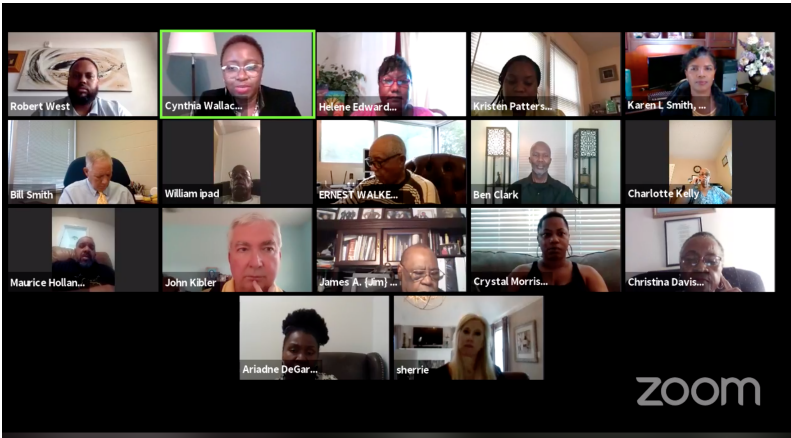 Robert West
Cynthia Wallac...
Helene Edward...
Kristen Patters...
Karen L Smith, ...
Bill Smith
William ipad
ERNEST WALKE...
Ben Clark
Charlotte Kelly
Maurice Hollan...
John Kibler
James A. {Jim} ...
Crystal Morris...
Christina Davis...
Ariadne DeGar...
sherrie
zoom